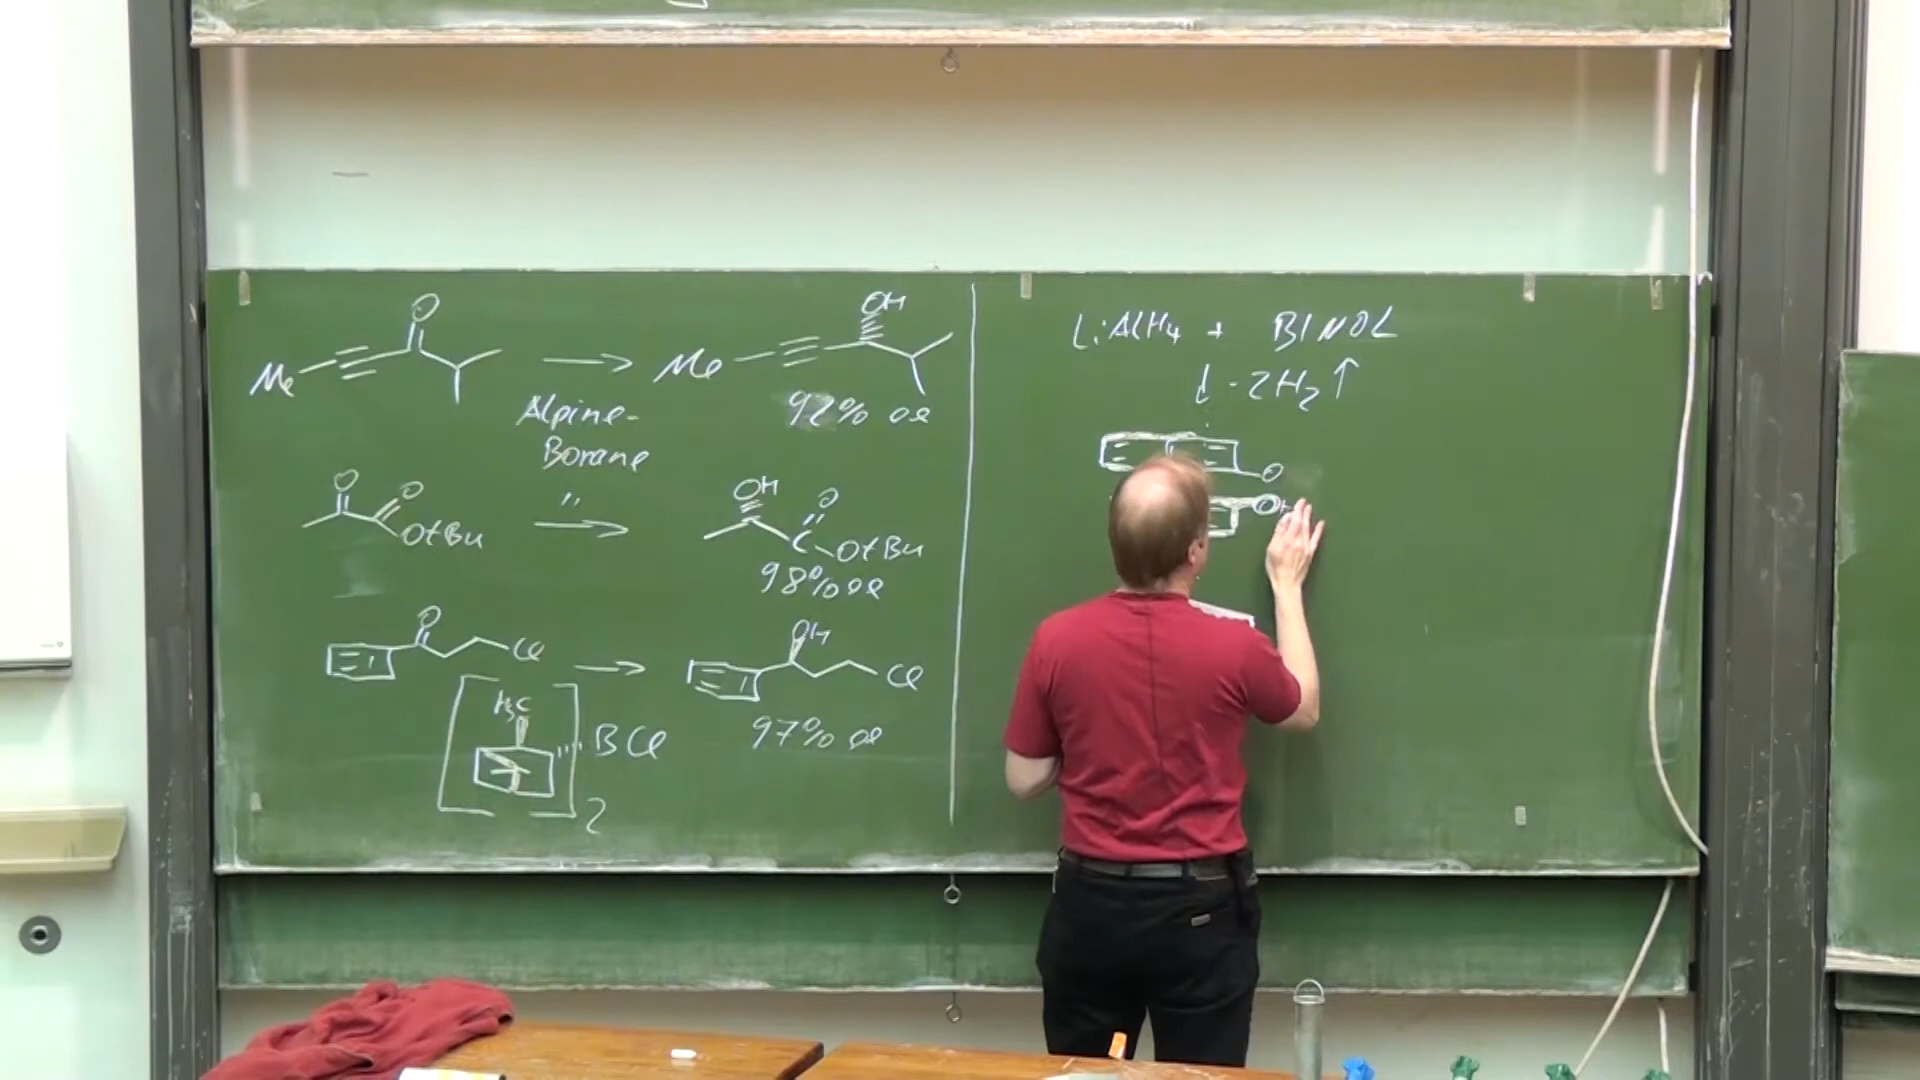 O
Me
OH
Me
92% ee
Alpine-
Borane
O
O
OtBu
"
OH
O
C
OtBu
98% ee
O
Cl
OH
Cl
97% ee
H3C
BCl
2
LiAlH4 + BINOL
↓ - 2H2 ↑
O
OH